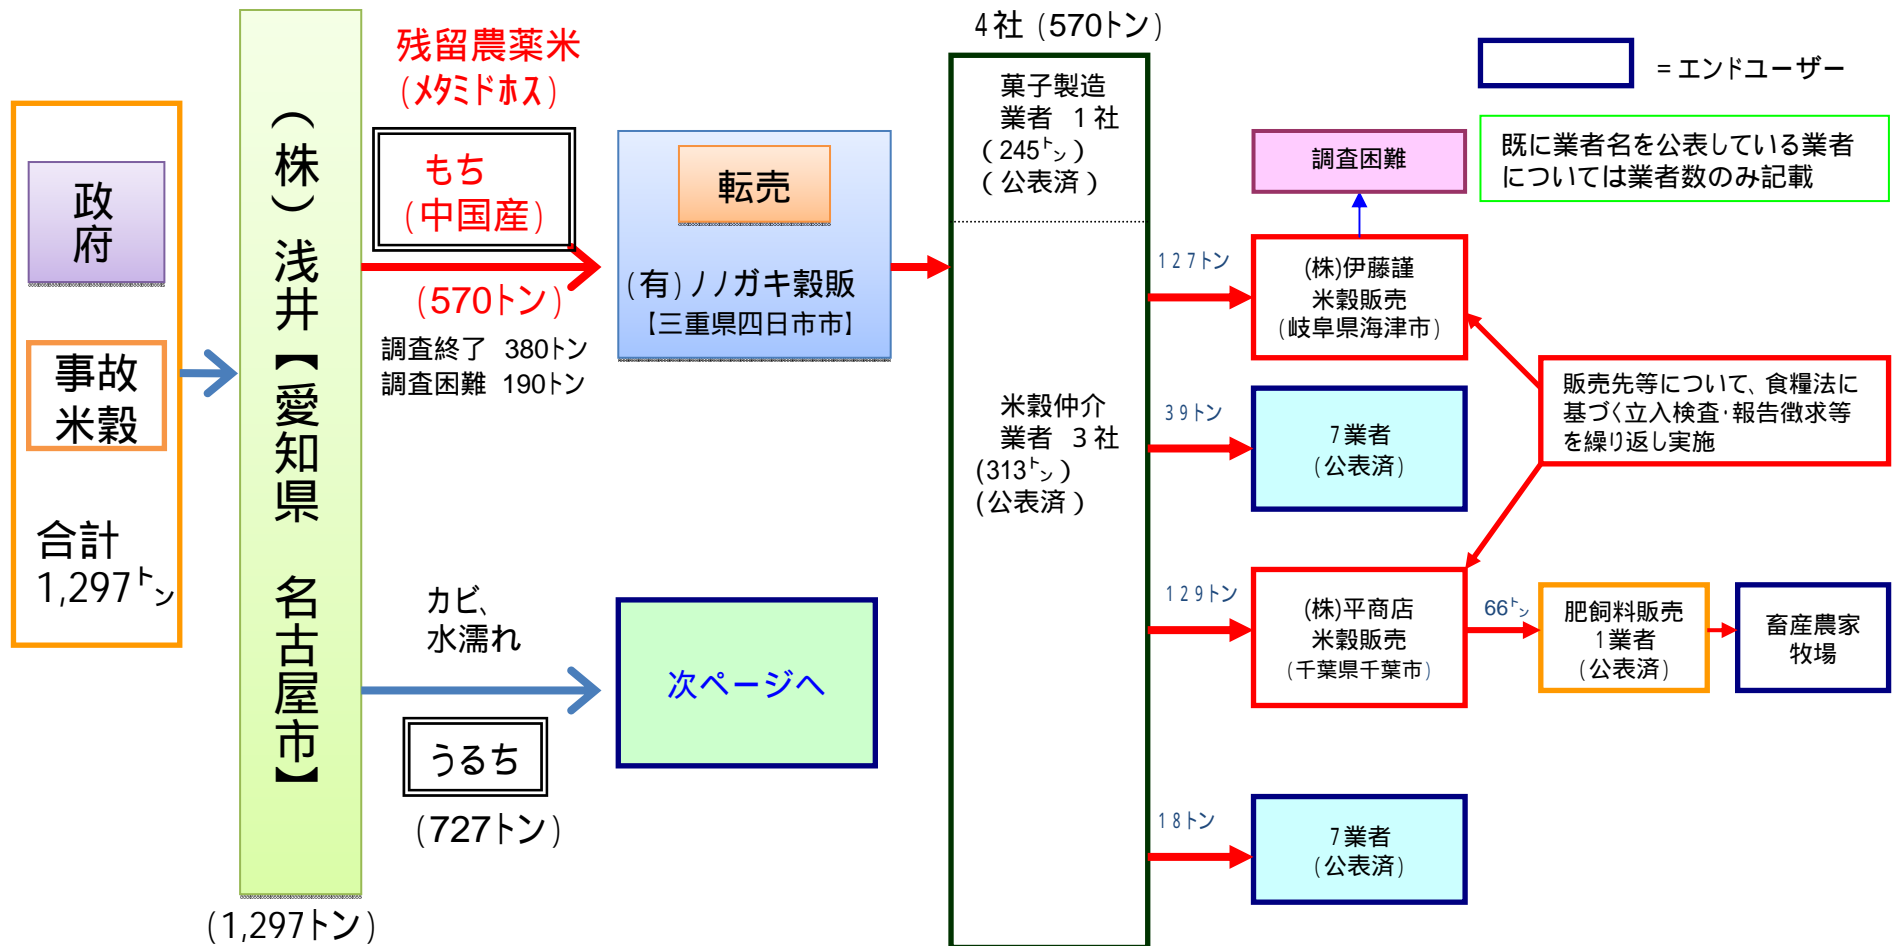 政
府
事故
米穀
合計
1,297トン
(株)浅井【愛知県 名古屋市】
(1,297トン)
残留農薬米
(メタミドホス)
もち
(中国産)
(570トン)
調査終了 380トン
調査困難 190トン
カビ、
水濡れ
うるち
(727トン)
転売
(有)ノノガキ穀販
【三重県四日市市】
次ページへ
4社(570トン)
菓子製造
業者 1社
(245トン)
(公表済)
米穀仲介
業者 3社
(313トン)
(公表済)
127トン
39トン
129トン
18トン
調査困難
(株)伊藤謹
米穀販売
(岐阜県海津市)
7業者
(公表済)
(株)平商店
米穀販売
(千葉県千葉市)
66トン
肥飼料販売
1業者
(公表済)
畜産農家
牧場
7業者
(公表済)
=エンドユーザー
既に業者名を公表している業者
については業者数のみ記載
販売先等について、食糧法に
基づく立入検査・報告徴求等
を繰り返し実施